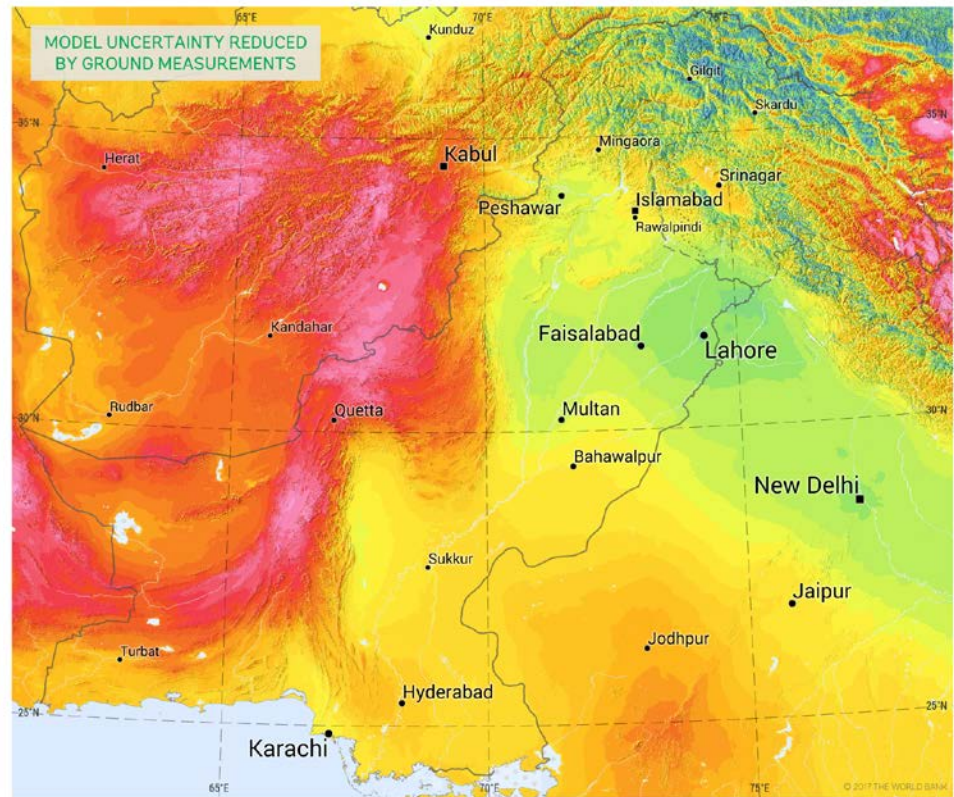 65°E
70°E
75°E
Kunduz
MODEL UNCERTAINTY REDUCED
BY GROUND MEASUREMENTS
Gilgit
Skardu
35°N
35°N
Mingaora
Herat
Kabul
Srinagar
Peshawar
Islamabad
Rawalpindi
Kandahar
Faisalabad
Lahore
Rudbar
Quetta
Multan
30°N
30°N
Bahawalpur
New Delhi
Sukkur
Jaipur
Turbat
Jodhpur
Hyderabad
25°N
25°N
Karachi
65°E
70°E
75°E
© 2017 THE WORLD BANK